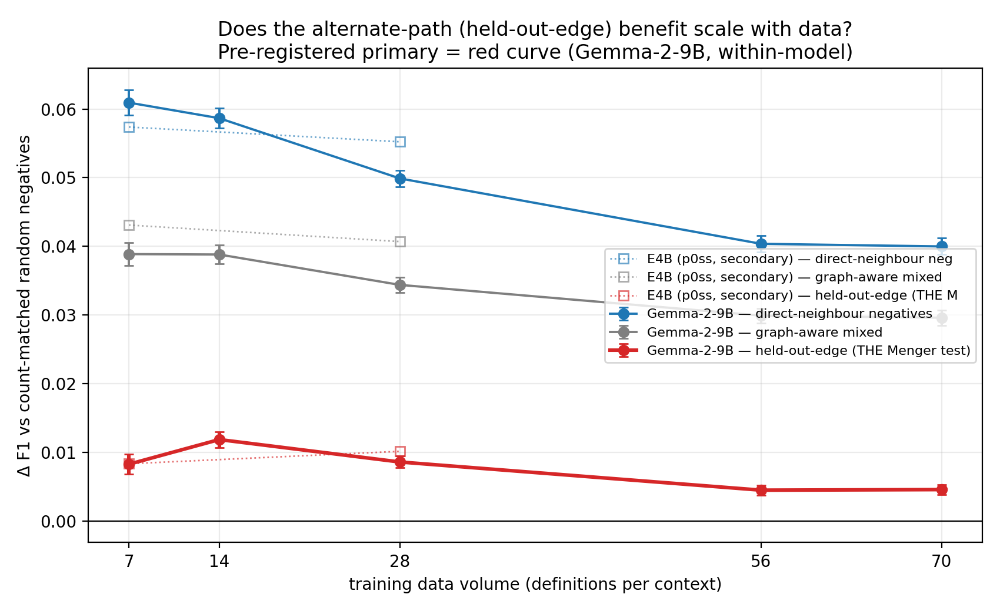 Does the alternate-path (held-out-edge) benefit scale with data?
Pre-registered primary = red curve (Gemma-2-9B, within-model)
Δ F1 vs count-matched random negatives
0.06
0.05
0.04
0.03
0.02
0.01
0.00
E4B (p0ss, secondary) — direct-neighbour neg
E4B (p0ss, secondary) — graph-aware mixed
E4B (p0ss, secondary) — held-out-edge (THE M
Gemma-2-9B — direct-neighbour negatives
Gemma-2-9B — graph-aware mixed
Gemma-2-9B — held-out-edge (THE Menger test)
7 14 28 56 70
training data volume (definitions per context)